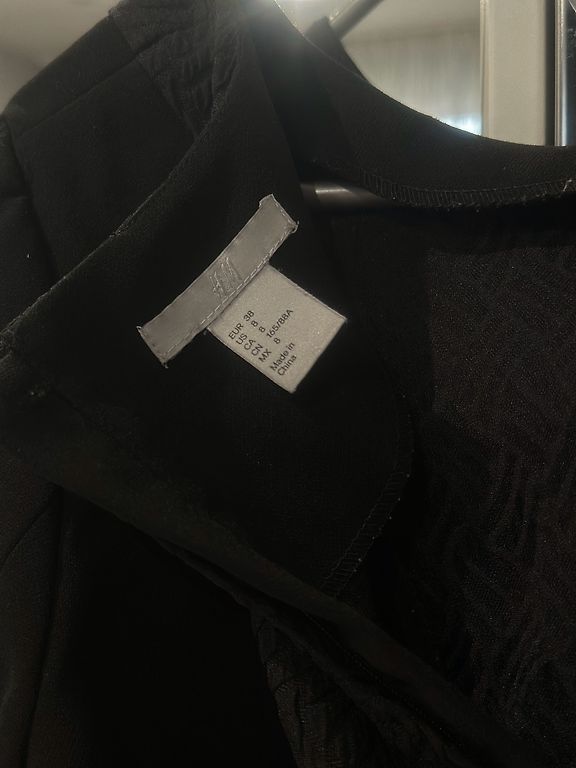 H&M
EUR 38
US 8
CA 8
CN 165/88A
MX 8
Made in
China